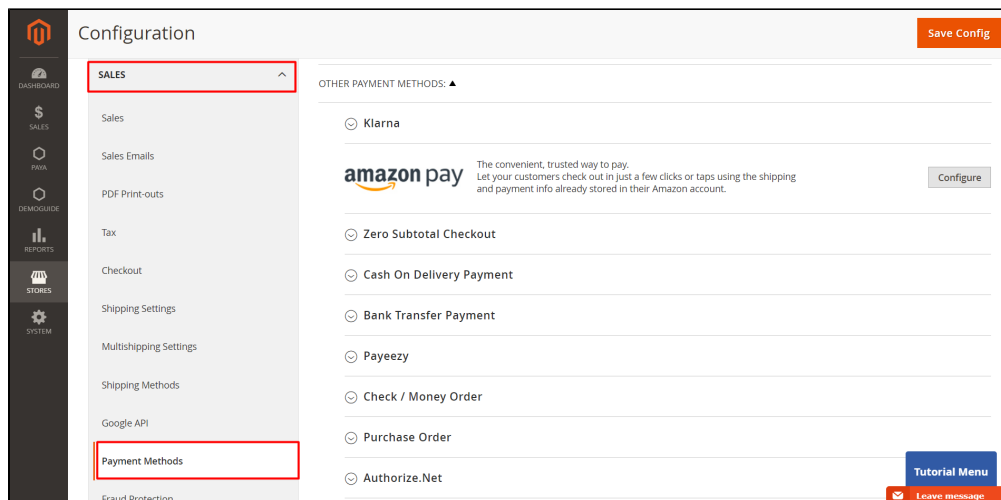 Configuration
Save Config
DASHBOARD
$
SALES
PAYA
DEMOGUIDE
REPORTS
STORES
SYSTEM
SALES
Sales
Sales Emails
PDF Print-outs
Tax
Checkout
Shipping Settings
Multishipping Settings
Shipping Methods
Google API
Payment Methods
Fraud Protection
OTHER PAYMENT METHODS:
Klarna
amazon pay
The convenient, trusted way to pay.
Let your customers check out in just a few clicks or taps using the shipping
and payment info already stored in their Amazon account.
Configure
Zero Subtotal Checkout
Cash On Delivery Payment
Bank Transfer Payment
Payeezy
Check / Money Order
Purchase Order
Authorize.Net
Tutorial Menu
Leave message